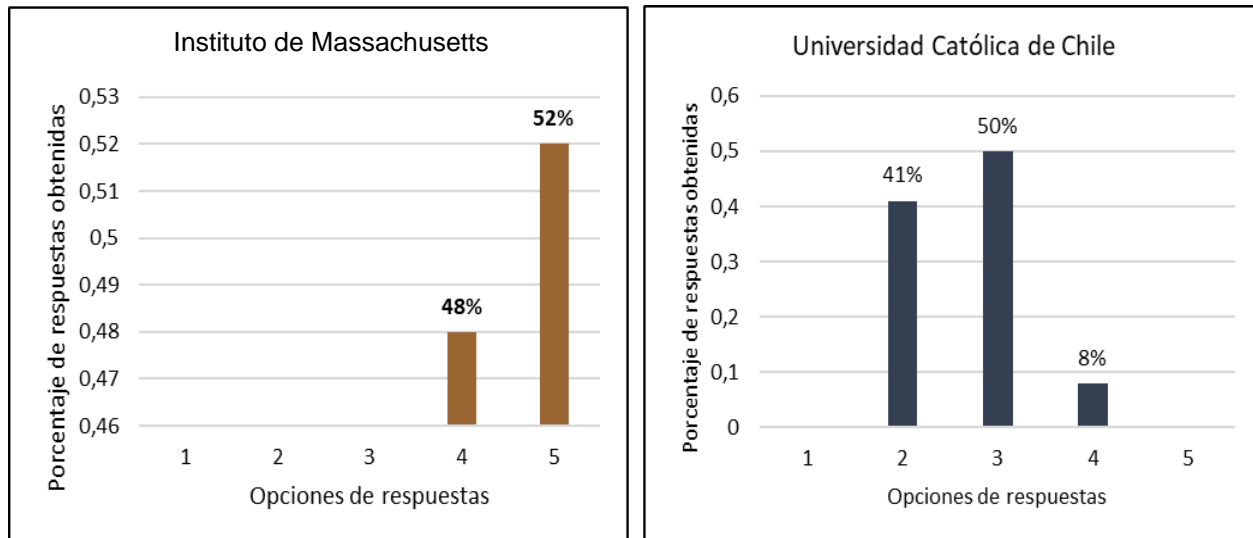 Instituto de Massachusetts
Porcentaje de respuestas obtenidas
0,53
0,52
0,51
0,5
0,49
0,48
0,47
0,46
48%
52%
1 2 3 4 5
Opciones de respuestas
Universidad Católica de Chile
Porcentaje de respuestas obtenidas
0,6
0,5
0,4
0,3
0,2
0,1
0
41%
50%
8%
1 2 3 4 5
Opciones de respuestas